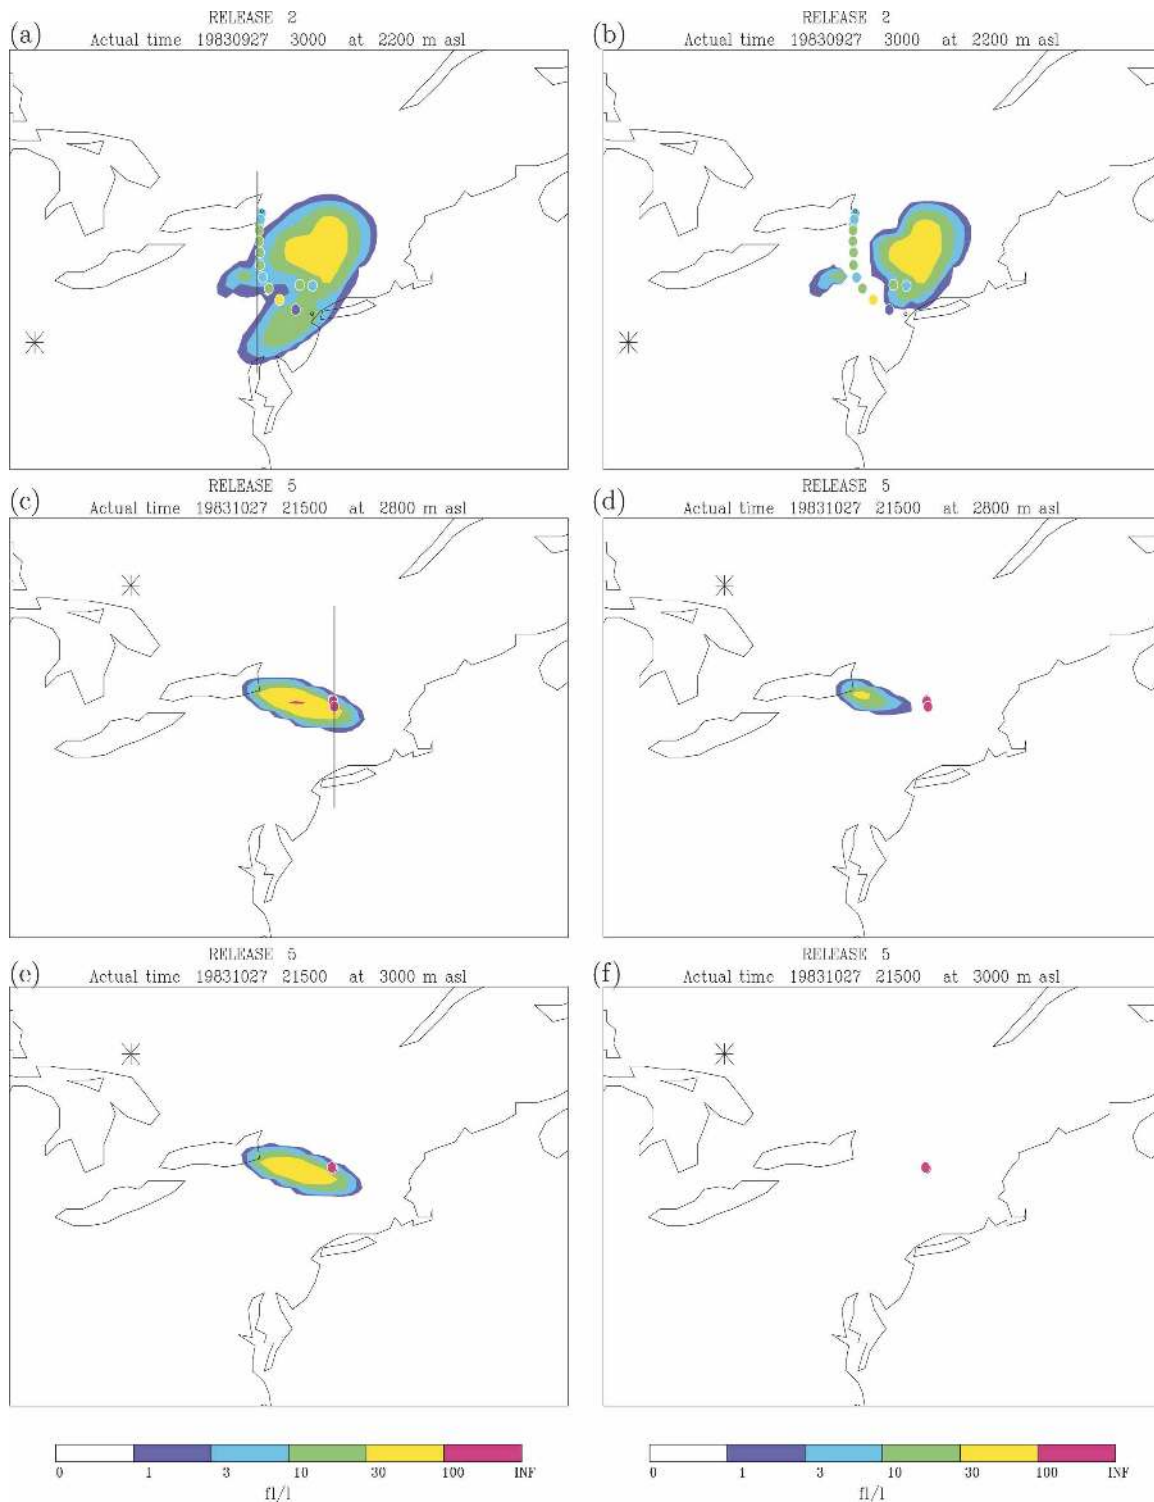 (a) RELEASE 2
Actual time 19830927 3000 at 2200 m asl
(b) RELEASE 2
Actual time 19830927 3000 at 2200 m asl
(c) RELEASE 5
Actual time 19831027 21500 at 2800 m asl
(d) RELEASE 5
Actual time 19831027 21500 at 2800 m asl
(e) RELEASE 5
Actual time 19831027 21500 at 3000 m asl
(f) RELEASE 5
Actual time 19831027 21500 at 3000 m asl
0 1 3 10 30 100 INF
fl/l
0 1 3 10 30 100 INF
fl/l